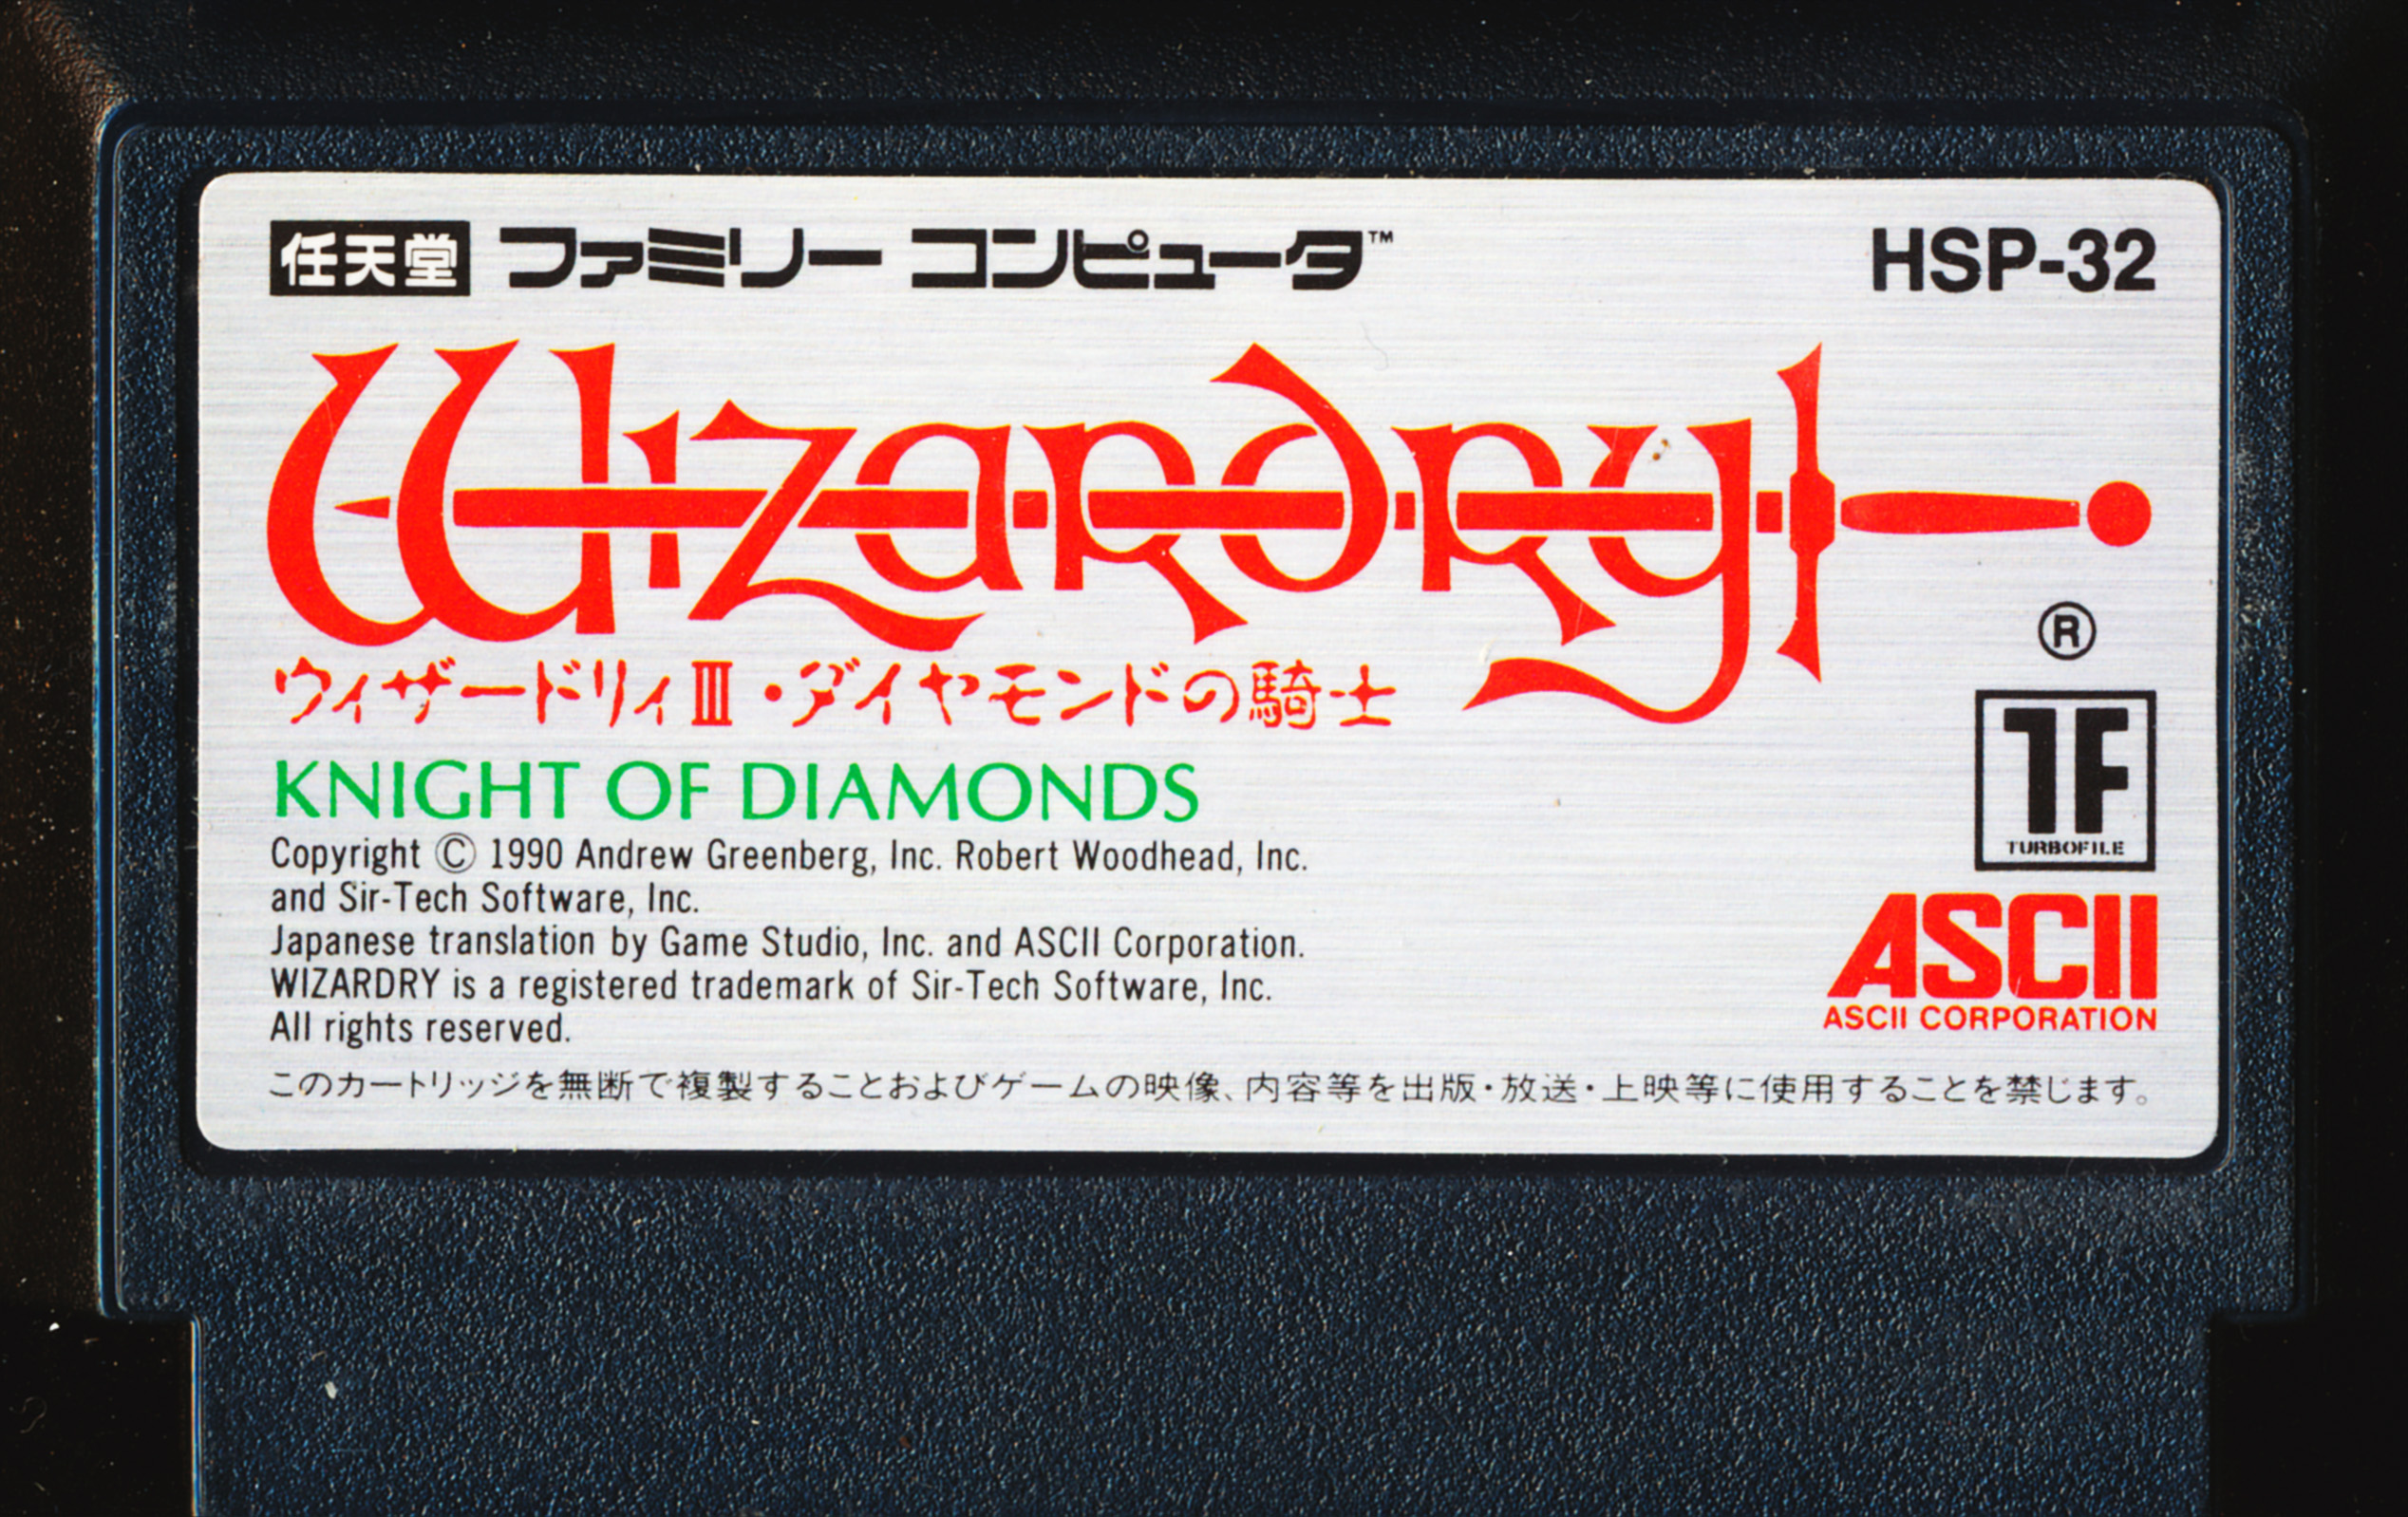 任天堂 ファミリー コンピュータ™ HSP-32
Wizardry
®
ウィザードリィⅢ・ダイヤモンドの騎士
KNIGHT OF DIAMONDS
TF
TURBOFILE
Copyright © 1990 Andrew Greenberg, Inc. Robert Woodhead, Inc.
and Sir-Tech Software, Inc.
Japanese translation by Game Studio, Inc. and ASCII Corporation.
WIZARDRY is a registered trademark of Sir-Tech Software, Inc.
All rights reserved.
ASCII
ASCII CORPORATION
このカートリッジを無断で複製することおよびゲームの映像、内容等を出版・放送・上映等に使用することを禁じます。